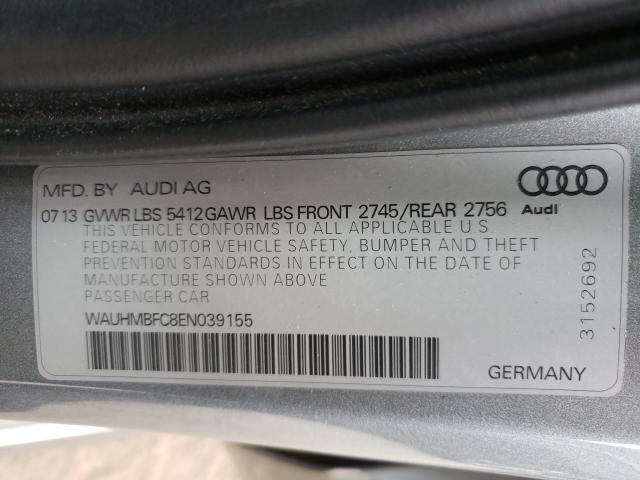 MFD. BY AUDI AG
07 13 GVWR LBS 5412 GAWR LBS FRONT 2745/REAR 2756 Audi
THIS VEHICLE CONFORMS TO ALL APPLICABLE U.S.
FEDERAL MOTOR VEHICLE SAFETY, BUMPER AND THEFT
PREVENTION STANDARDS IN EFFECT ON THE DATE OF
MANUFACTURE SHOWN ABOVE
PASSENGER CAR
WAUHMBFC8EN039155
3152692
GERMANY